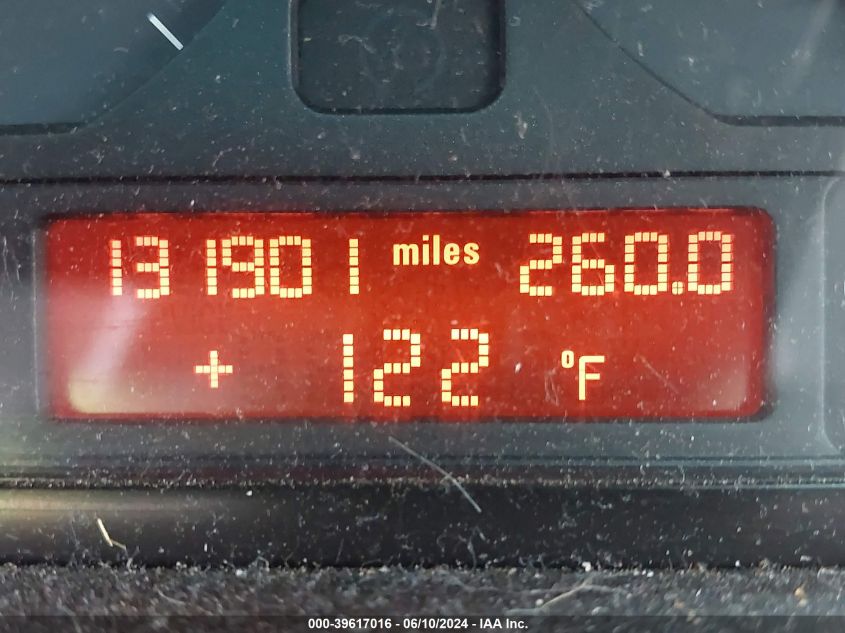 131901 miles 260.0
+ 122 °F
000-39617016 - 06/10/2024 - IAA Inc.